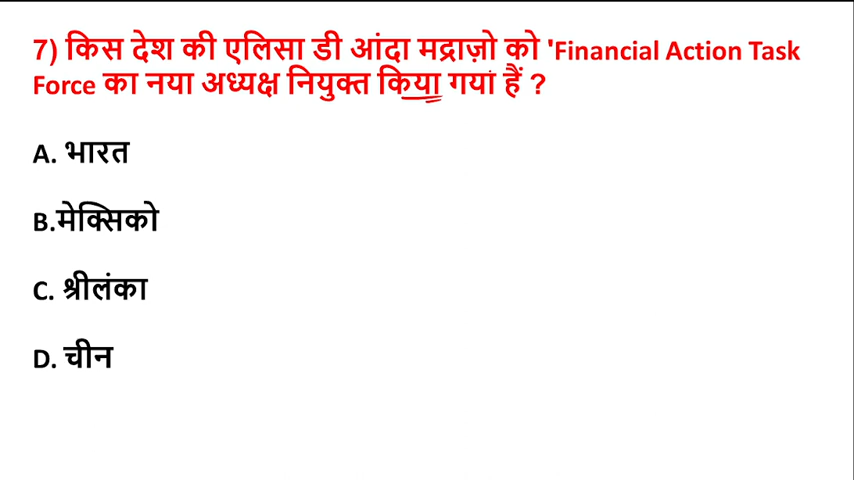 7) किस देश की एलिसा डी आंदा मद्राज़ो को 'Financial Action Task
Force का नया अध्यक्ष नियुक्त किया गयां हैं ?
A. भारत
B.मेक्सिको
C. श्रीलंका
D. चीन